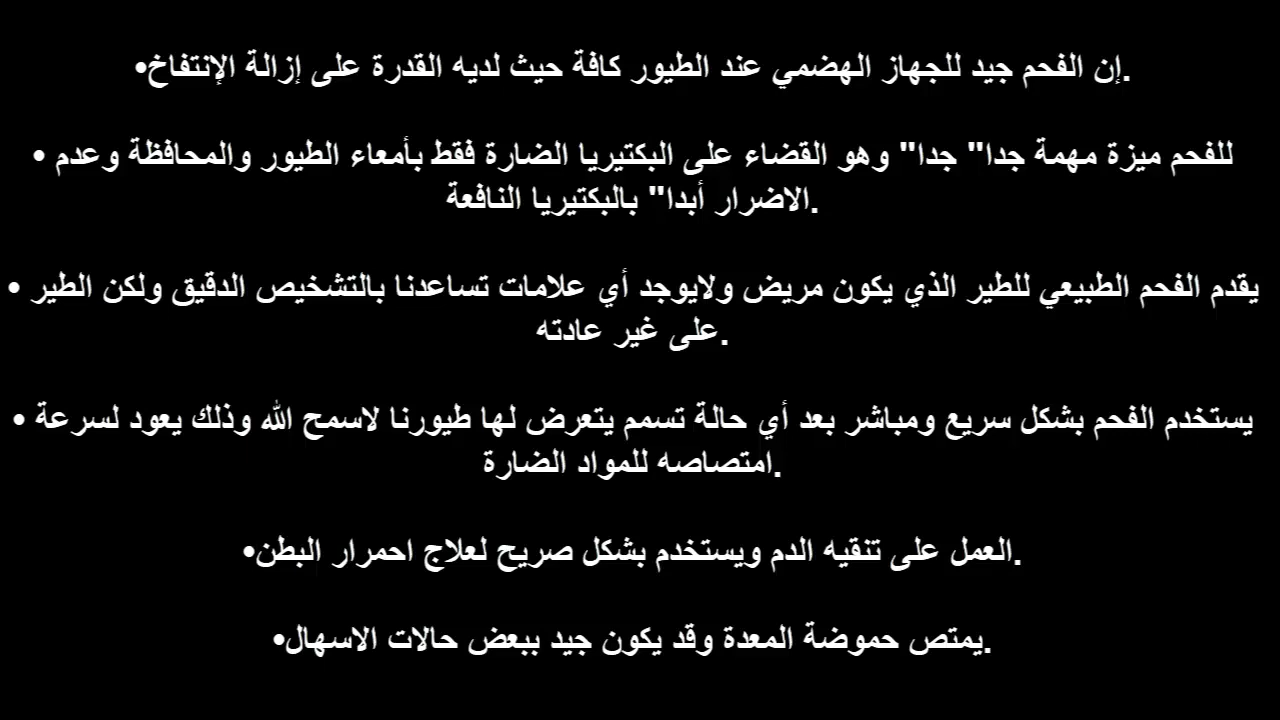 •إن الفحم جيد للجهاز الهضمي عند الطيور كافة حيث لديه القدرة على إزالة الإنتفاخ.
• للفحم ميزة مهمة جدا" جدا" وهو القضاء على البكتيريا الضارة فقط بأمعاء الطيور والمحافظة وعدم
الاضرار أبدا" بالبكتيريا النافعة.
• يقدم الفحم الطبيعي للطير الذي يكون مريض ولايوجد أي علامات تساعدنا بالتشخيص الدقيق ولكن الطير
على غير عادته.
• يستخدم الفحم بشكل سريع ومباشر بعد أي حالة تسمم يتعرض لها طيورنا لاسمح الله وذلك يعود لسرعة
امتصاصه للمواد الضارة.
•العمل على تنقيه الدم ويستخدم بشكل صريح لعلاج احمرار البطن.
•يمتص حموضة المعدة وقد يكون جيد ببعض حالات الاسهال.